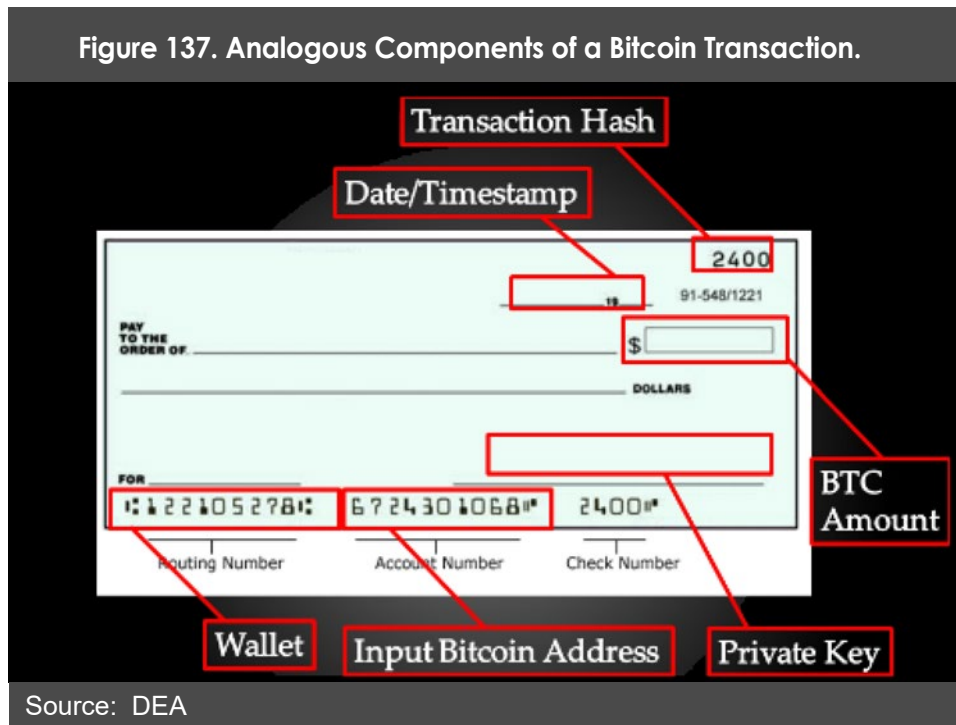 Figure 137. Analogous Components of a Bitcoin Transaction.
Transaction Hash
Date/Timestamp
2400
19
91-548/1221
PAY
TO THE
ORDER OF
$
DOLLARS
BTC
Amount
FOR
⑆122105278⑆ 6724301068⑈ 2400⑈
Routing Number Account Number Check Number
Wallet Input Bitcoin Address Private Key
Source: DEA